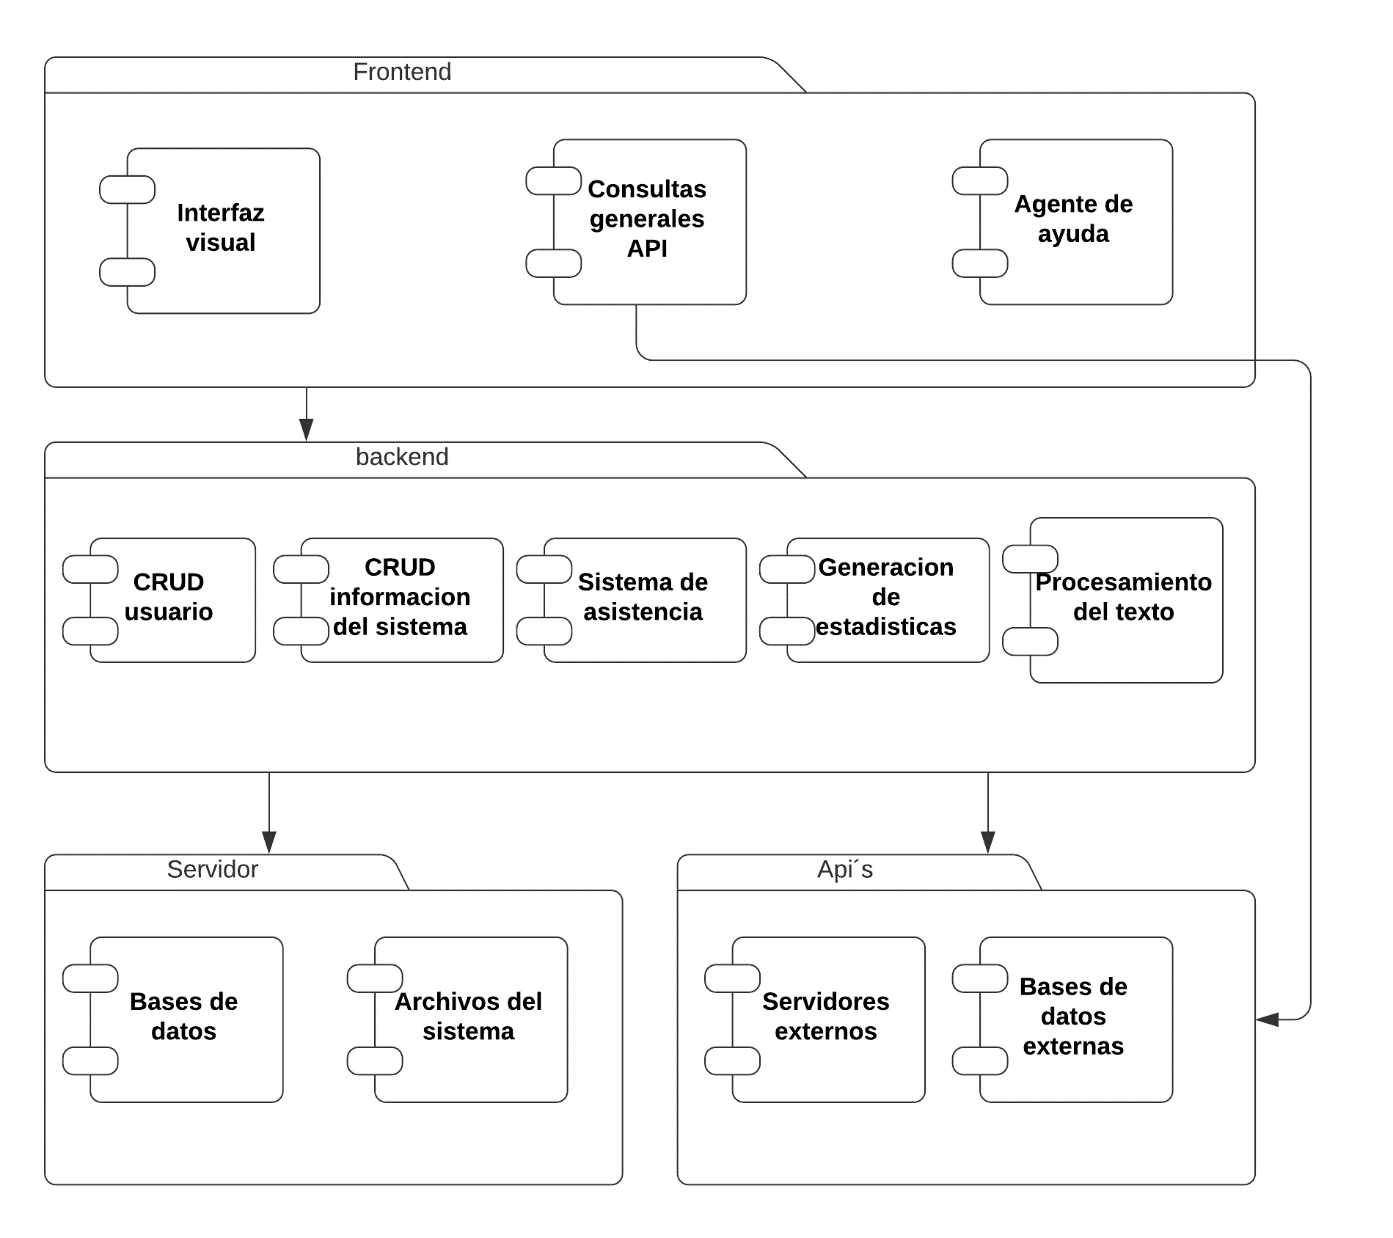 Frontend
Interfaz
visual
Consultas
generales
API
Agente de
ayuda
backend
CRUD
usuario
CRUD
informacion
del sistema
Sistema de
asistencia
Generacion
de
estadisticas
Procesamiento
del texto
Servidor
Bases de
datos
Archivos del
sistema
Api´s
Servidores
externos
Bases de
datos
externas